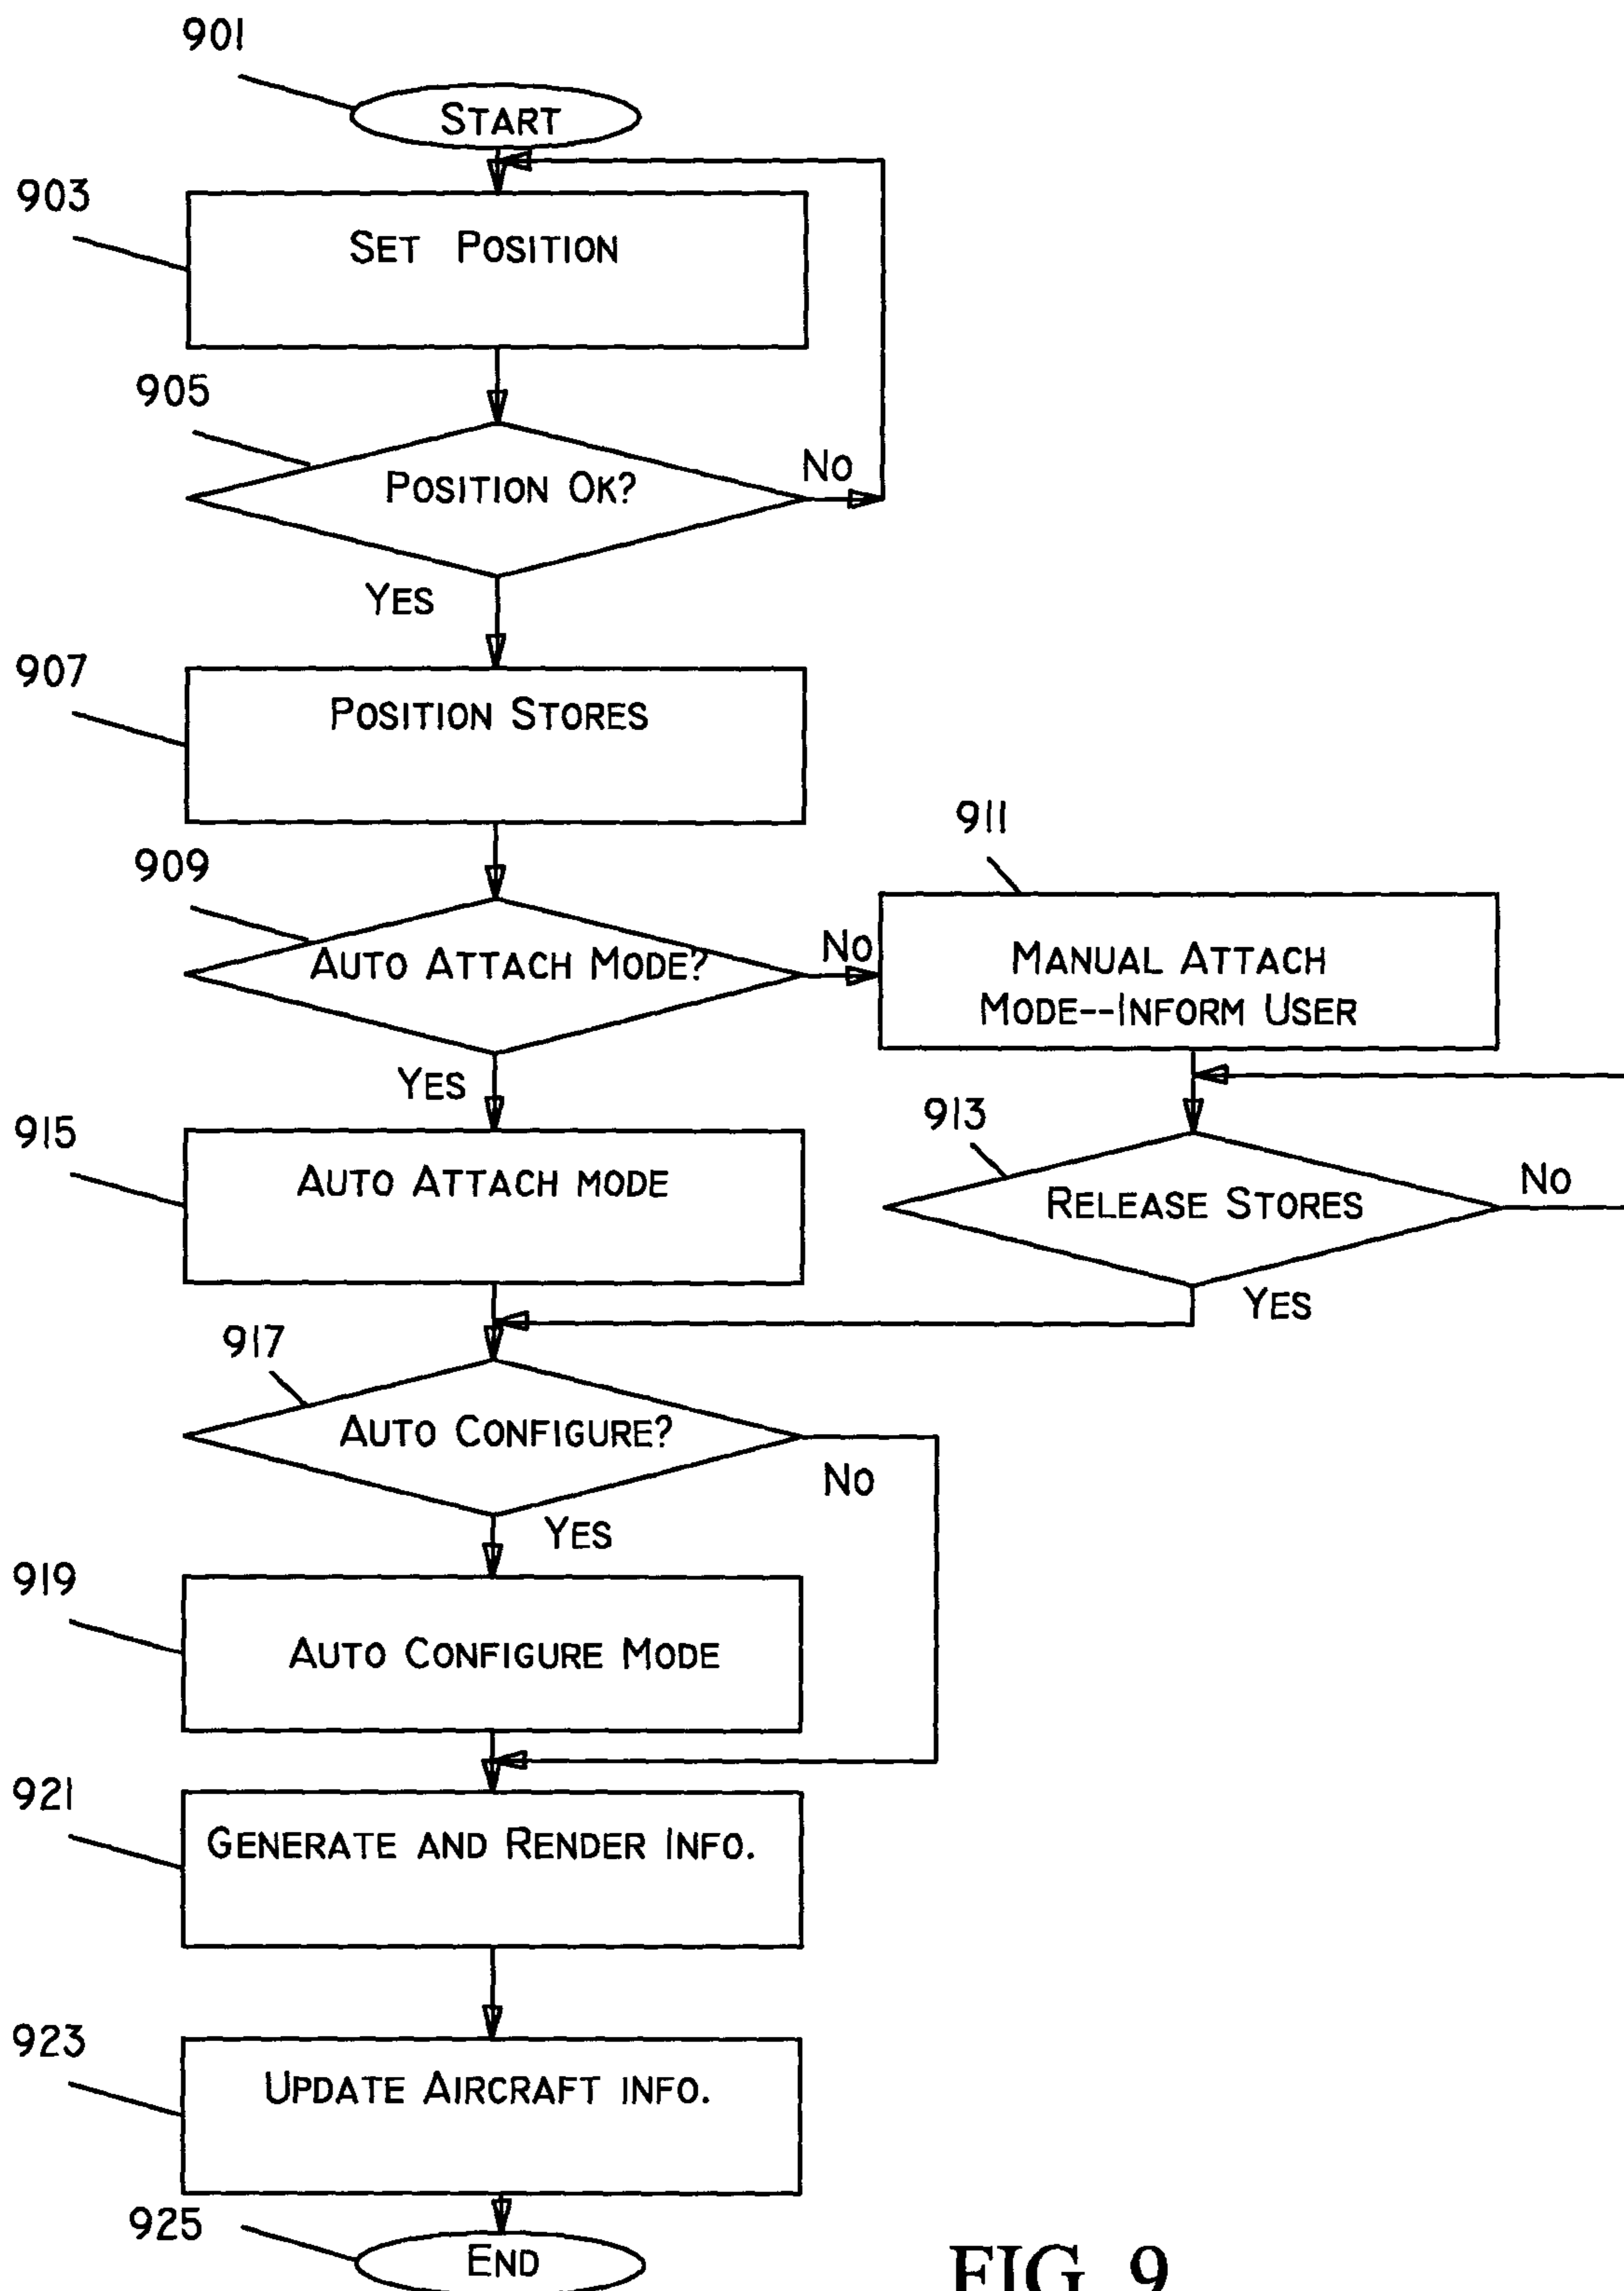 901
START
903
SET POSITION
905
POSITION OK?
NO
YES
907
POSITION STORES
909
AUTO ATTACH MODE?
NO
911
MANUAL ATTACH
MODE--INFORM USER
YES
913
RELEASE STORES
NO
YES
915
AUTO ATTACH MODE
917
AUTO CONFIGURE?
NO
YES
919
AUTO CONFIGURE MODE
921
GENERATE AND RENDER INFO.
923
UPDATE AIRCRAFT INFO.
925
END
FIG. 9